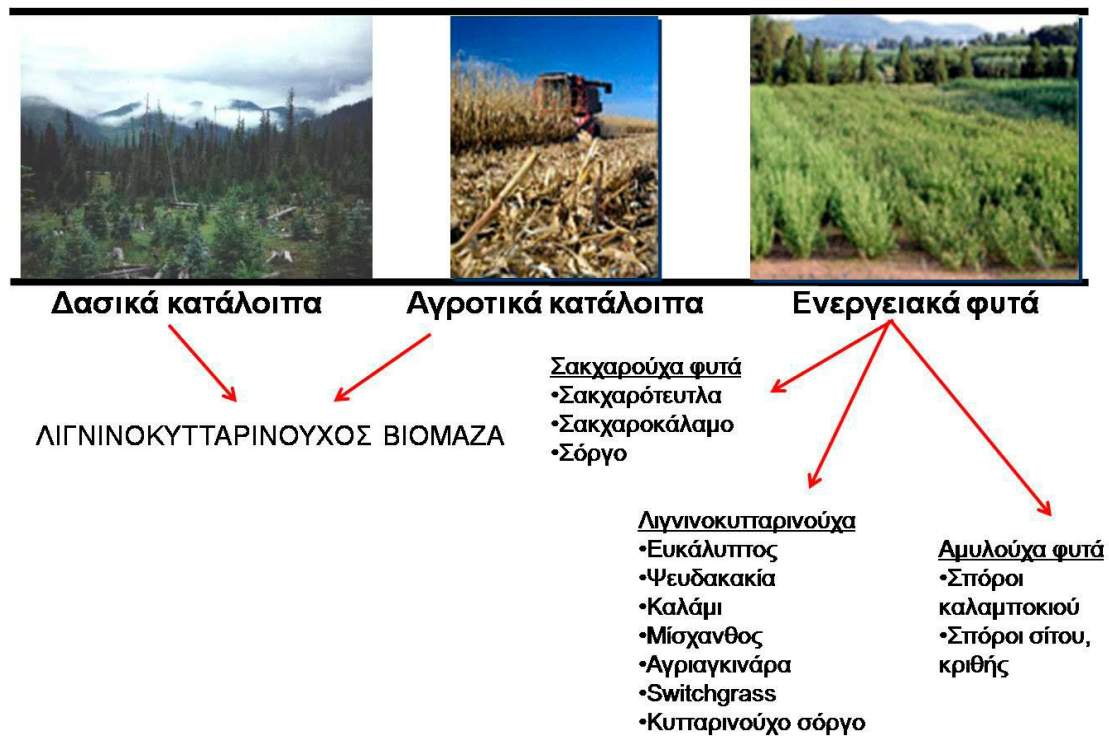 Δασικά κατάλοιπα
Αγροτικά κατάλοιπα
Ενεργειακά φυτά
ΛΙΓΝΙΝΟΚΥΤΤΑΡΙΝΟΥΧΟΣ ΒΙΟΜΑΖΑ
Σακχαρούχα φυτά
•Σακχαρότευτλα
•Σακχαροκάλαμο
•Σόργο
Λιγνινοκυτταρινούχα
•Ευκάλυπτος
•Ψευδακακία
•Καλάμι
•Μίσχανθος
•Αγριαγκινάρα
•Switchgrass
•Κυτταρινούχο σόργο
Αμυλούχα φυτά
•Σπόροι
καλαμποκιού
•Σπόροι σίτου,
κριθής